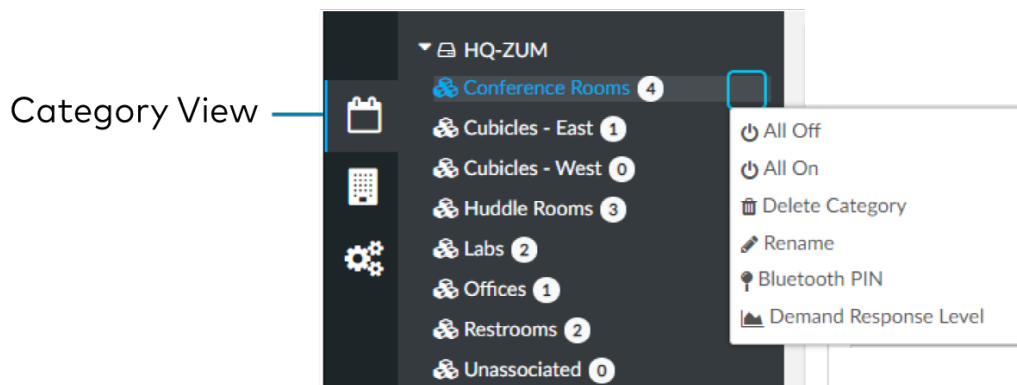 HQ-ZUM
Category View
Conference Rooms 4
Cubicles - East 1
Cubicles - West 0
Huddle Rooms 3
Labs 2
Offices 1
Restrooms 2
Unassociated 0
All Off
All On
Delete Category
Rename
Bluetooth PIN
Demand Response Level